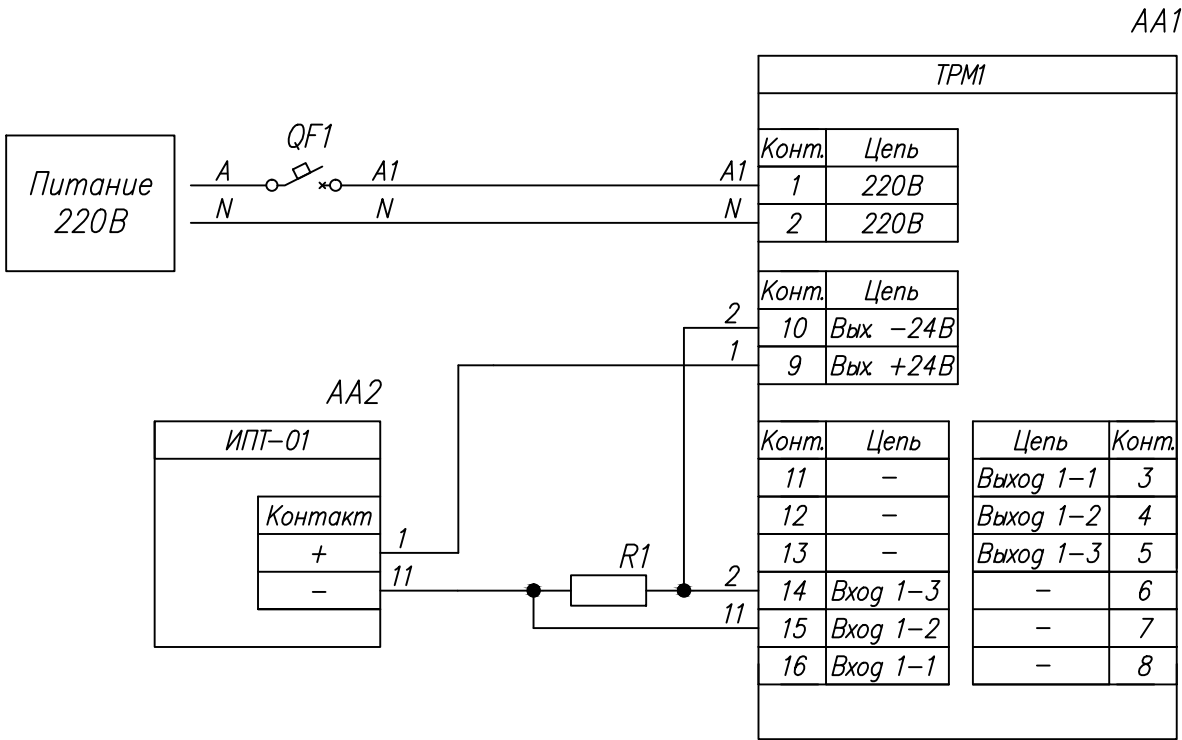 AA1
ТРМ1
QF1
Питание
220В
A
A1
A1
N
N
N
Конт. Цепь
1 220В
2 220В
Конт. Цепь
2 10 Вых. -24В
1 9 Вых. +24В
AA2
ИПТ-01
Контакт
+ 1
- 11
R1
2
11
Конт. Цепь
11 -
12 -
13 -
14 Вход 1-3
15 Вход 1-2
16 Вход 1-1
Цепь Конт.
Выход 1-1 3
Выход 1-2 4
Выход 1-3 5
- 6
- 7
- 8